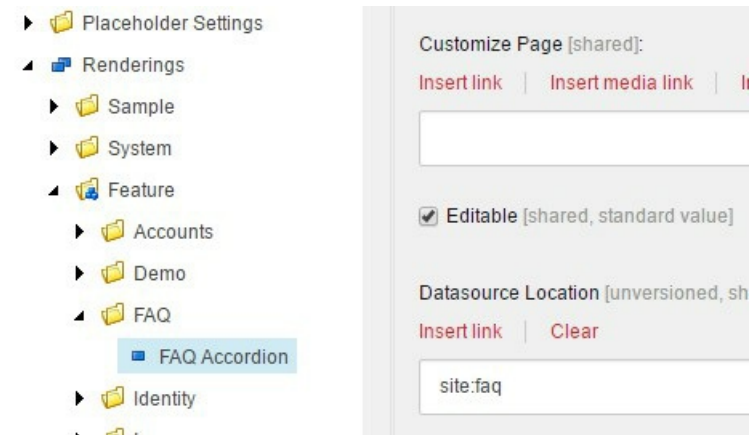 Placeholder Settings
Renderings
Sample
System
Feature
Accounts
Demo
FAQ
FAQ Accordion
Identity
Customize Page [shared]:
Insert link | Insert media link |
Editable [shared, standard value]
Datasource Location [unversioned,
Insert link | Clear
site:faq